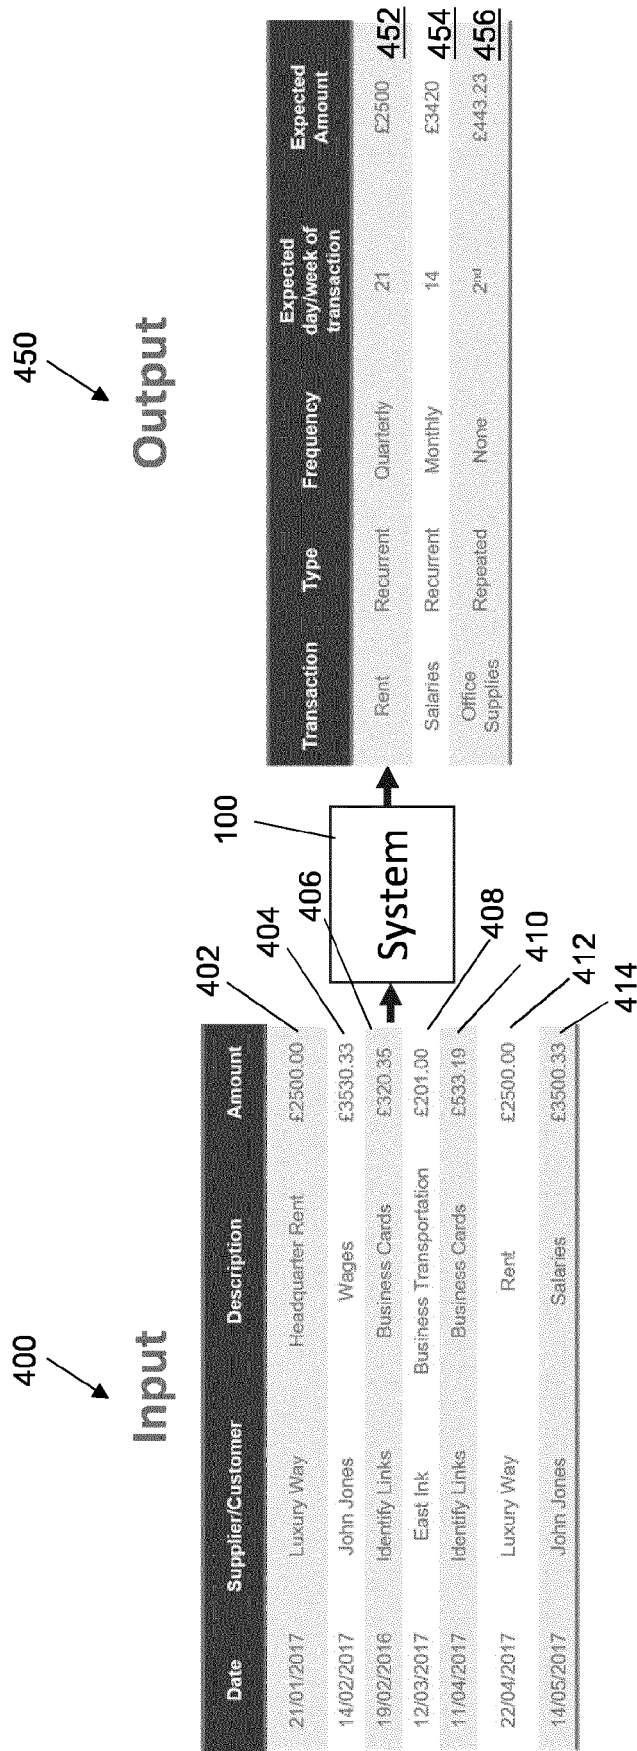 400
Input
Date Supplier/Customer Description Amount
21/01/2017 Luxury Way Headquarter Rent £2500.00
14/02/2017 John Jones Wages £3530.33
19/02/2016 Identify Links Business Cards £320.35
12/03/2017 East Ink Business Transportation £201.00
11/04/2017 Identify Links Business Cards £533.19
22/04/2017 Luxury Way Rent £2500.00
14/05/2017 John Jones Salaries £3500.33
402
404
406
408
410
412
414
100
System
450
Output
Transaction Type Frequency Expected day/week of transaction Expected Amount
Rent Recurrent Quarterly 21 £2500 452
Salaries Recurrent Monthly 14 £3420 454
Office Supplies Repeated None 2nd £443.23 456